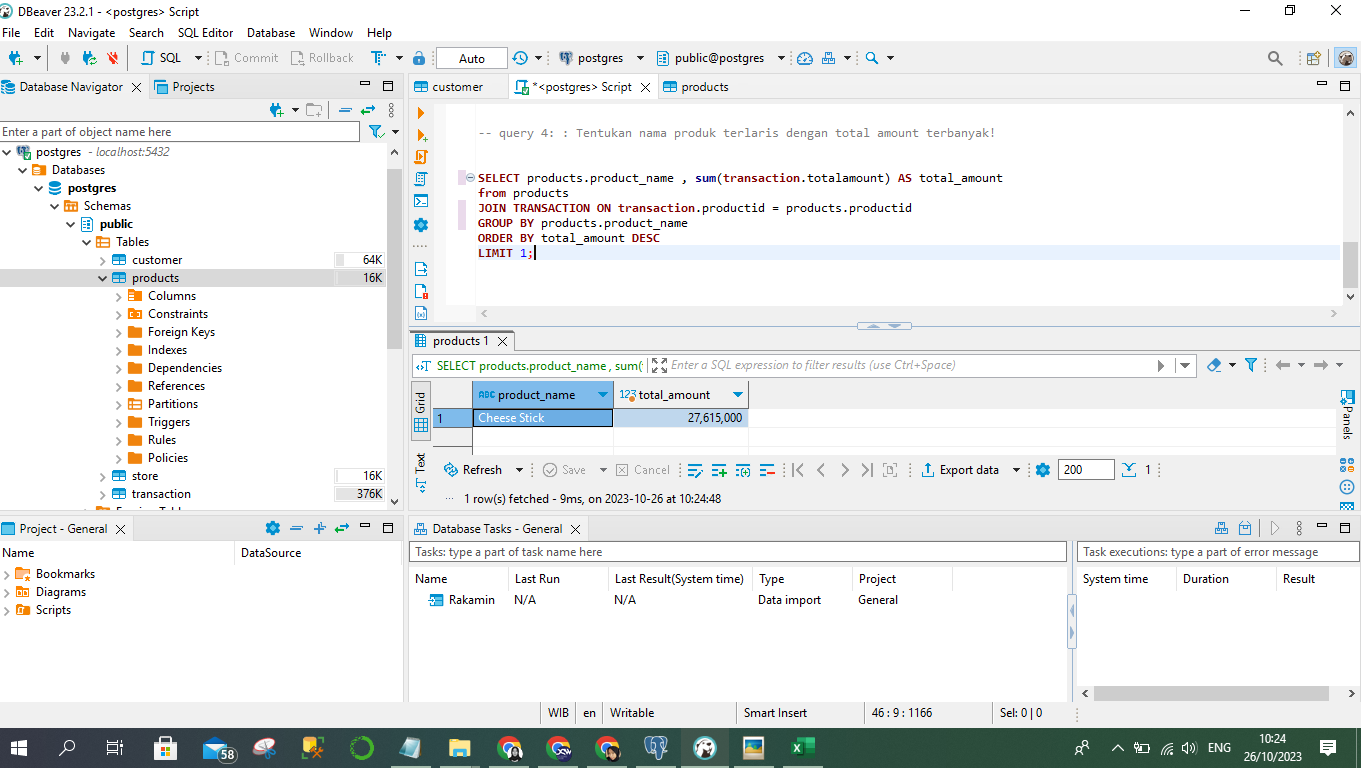 DBeaver 23.2.1 - <postgres> Script
File Edit Navigate Search SQL Editor Database Window Help
SQL Commit Rollback Auto postgres public@postgres
Database Navigator Projects
Enter a part of object name here
postgres - localhost:5432
Databases
postgres
Schemas
public
Tables
customer 64K
products 16K
Columns
Constraints
Foreign Keys
Indexes
Dependencies
References
Partitions
Triggers
Rules
Policies
store 16K
transaction 376K
customer *<postgres> Script products
-- query 4: : Tentukan nama produk terlaris dengan total amount terbanyak!
SELECT products.product_name , sum(transaction.totalamount) AS total_amount
from products
JOIN TRANSACTION ON transaction.productid = products.productid
GROUP BY products.product_name
ORDER BY total_amount DESC
LIMIT 1;
products 1
SELECT products.product_name , sum( Enter a SQL expression to filter results (use Ctrl+Space)
Grid
Text
Panels
ABC product_name 123 total_amount
1 Cheese Stick 27,615,000
Refresh Save Cancel Export data 200 1
1 row(s) fetched - 9ms, on 2023-10-26 at 10:24:48
Project - General
Name DataSource
Bookmarks
Diagrams
Scripts
Database Tasks - General
Tasks: type a part of task name here
Task executions: type a part of error message
Name Last Run Last Result(System time) Type Project
Rakamin N/A N/A Data import General
System time Duration Result
WIB en Writable Smart Insert 46 : 9 : 1166 Sel: 0 | 0
58
ENG
10:24
26/10/2023